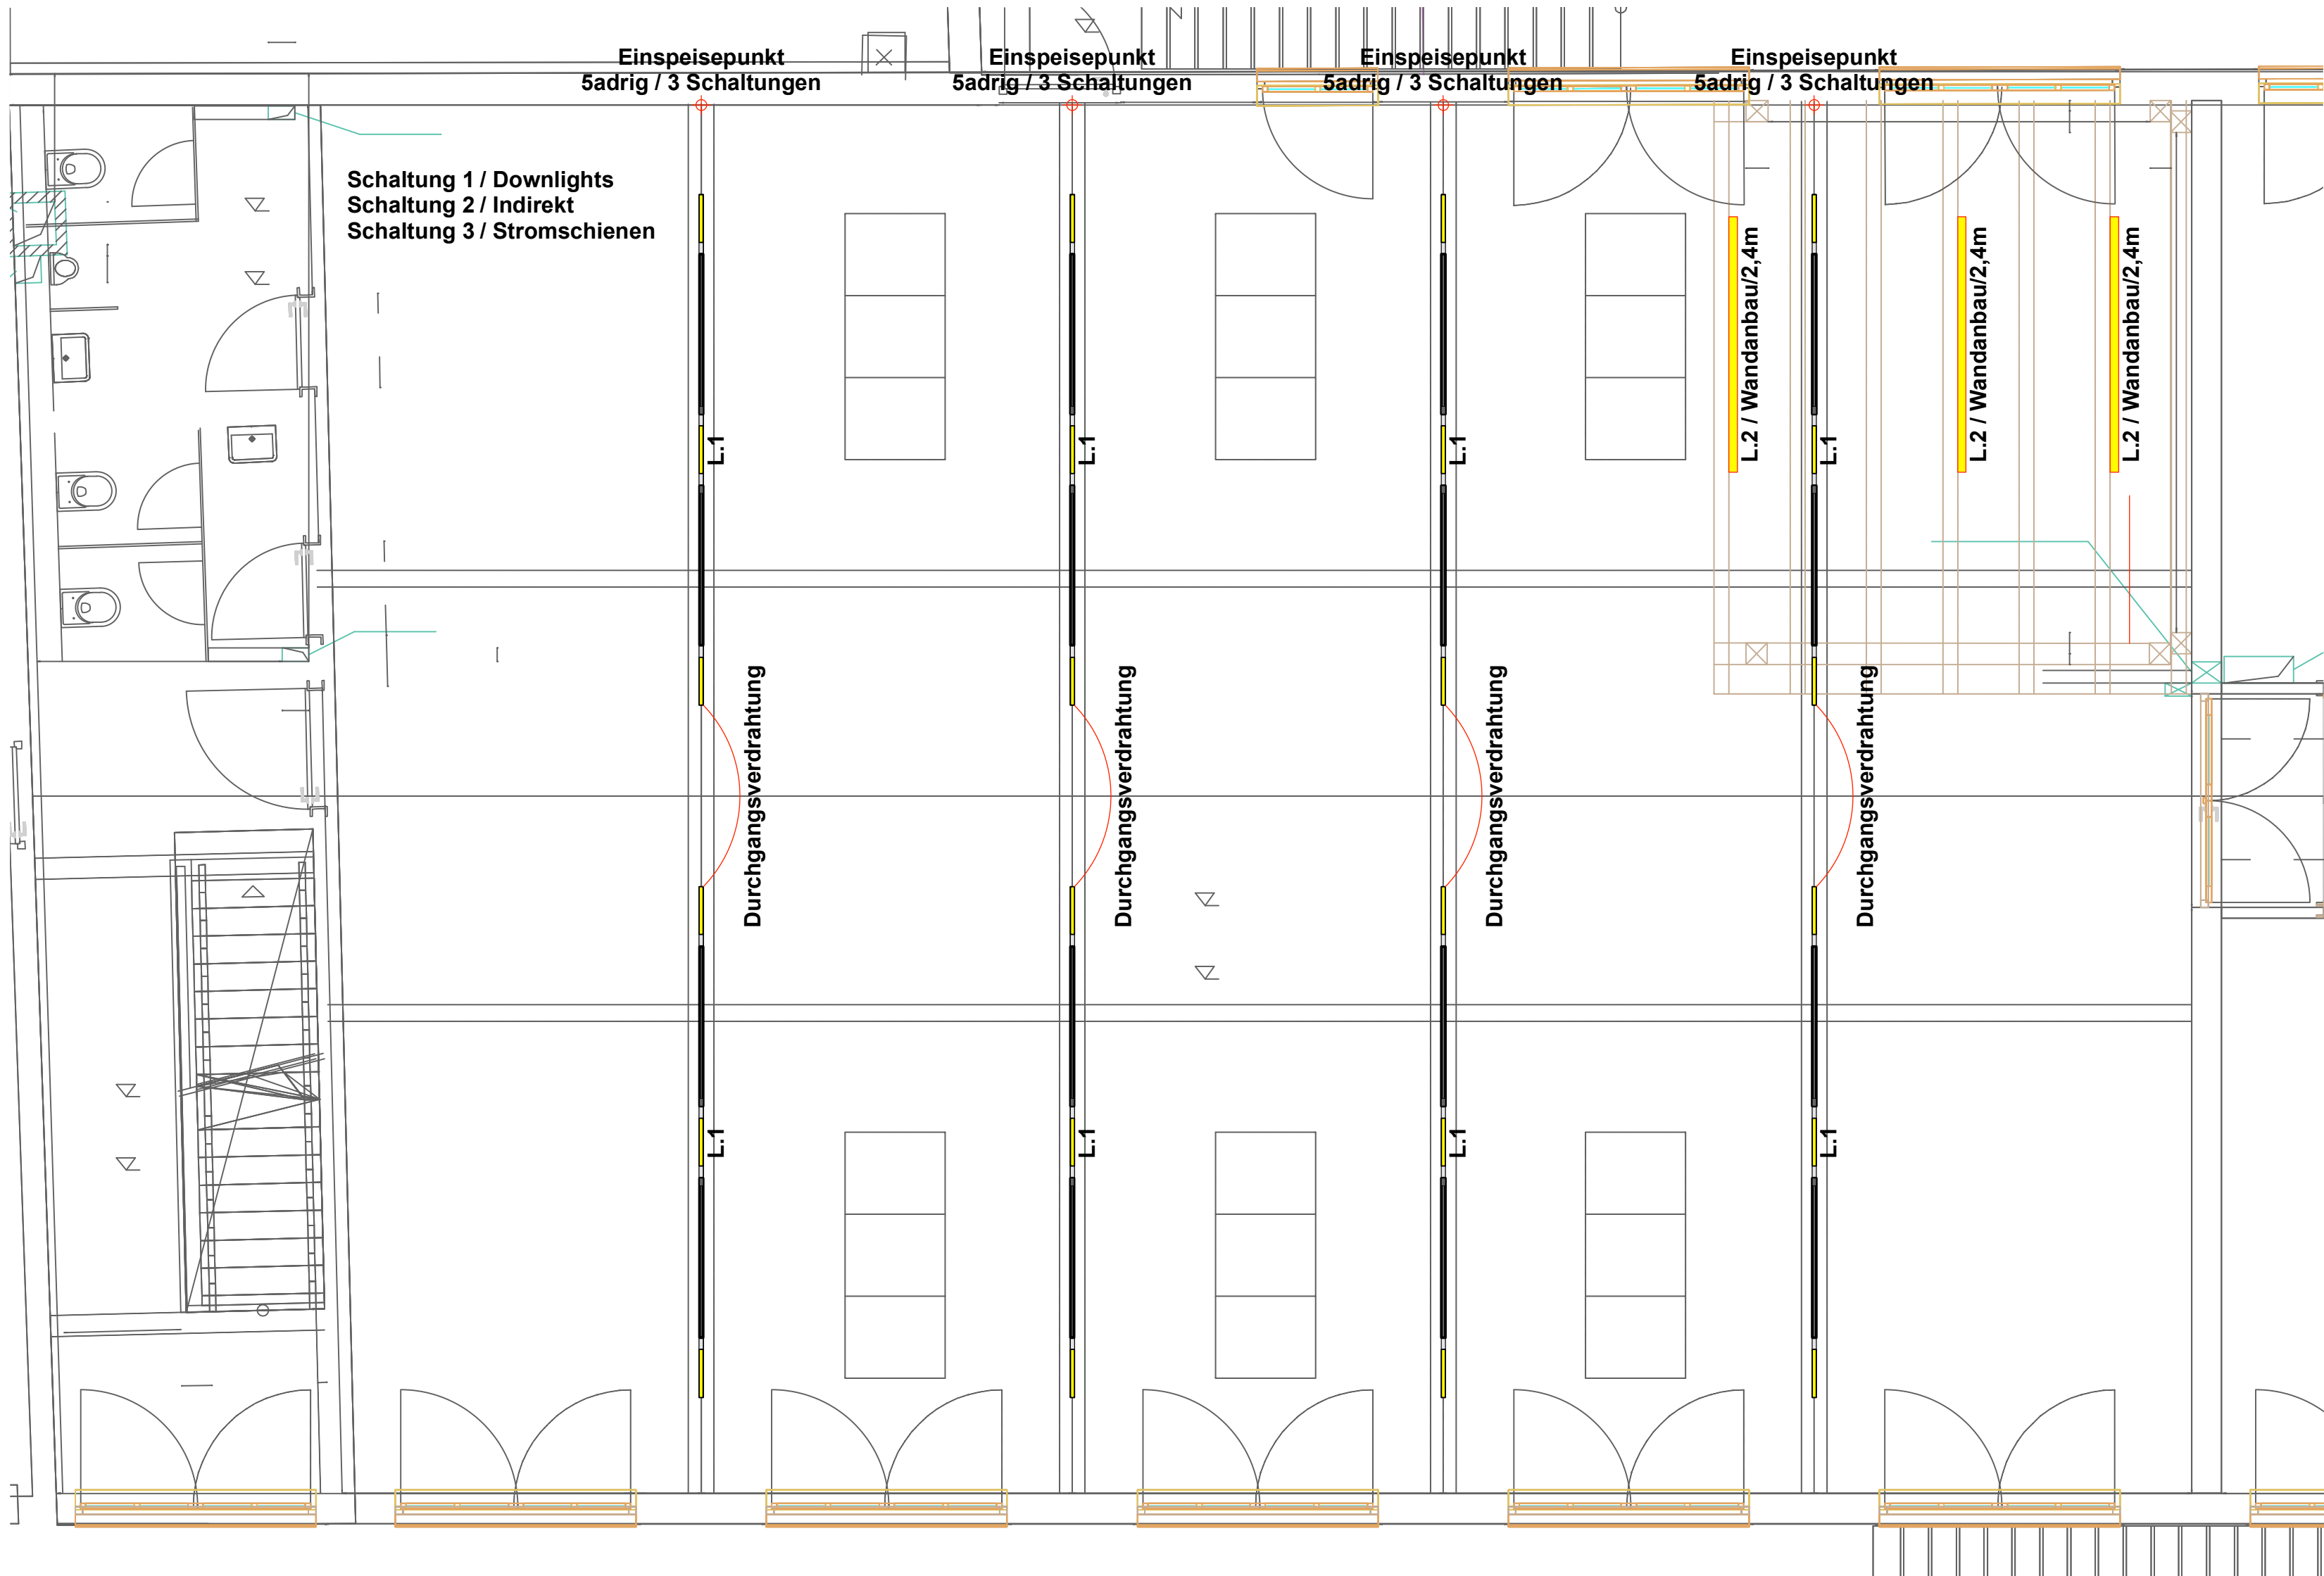 Einspeisepunkt
5adrig / 3 Schaltungen
Einspeisepunkt
5adrig / 3 Schaltungen
Einspeisepunkt
5adrig / 3 Schaltungen
Einspeisepunkt
5adrig / 3 Schaltungen
Schaltung 1 / Downlights
Schaltung 2 / Indirekt
Schaltung 3 / Stromschienen
L.1
L.1
L.1
L.2 / Wandanbau/2,4m
L.1
L.2 / Wandanbau/2,4m
L.2 / Wandanbau/2,4m
Durchgangsverdrahtung
Durchgangsverdrahtung
Durchgangsverdrahtung
Durchgangsverdrahtung
L.1
L.1
L.1
L.1